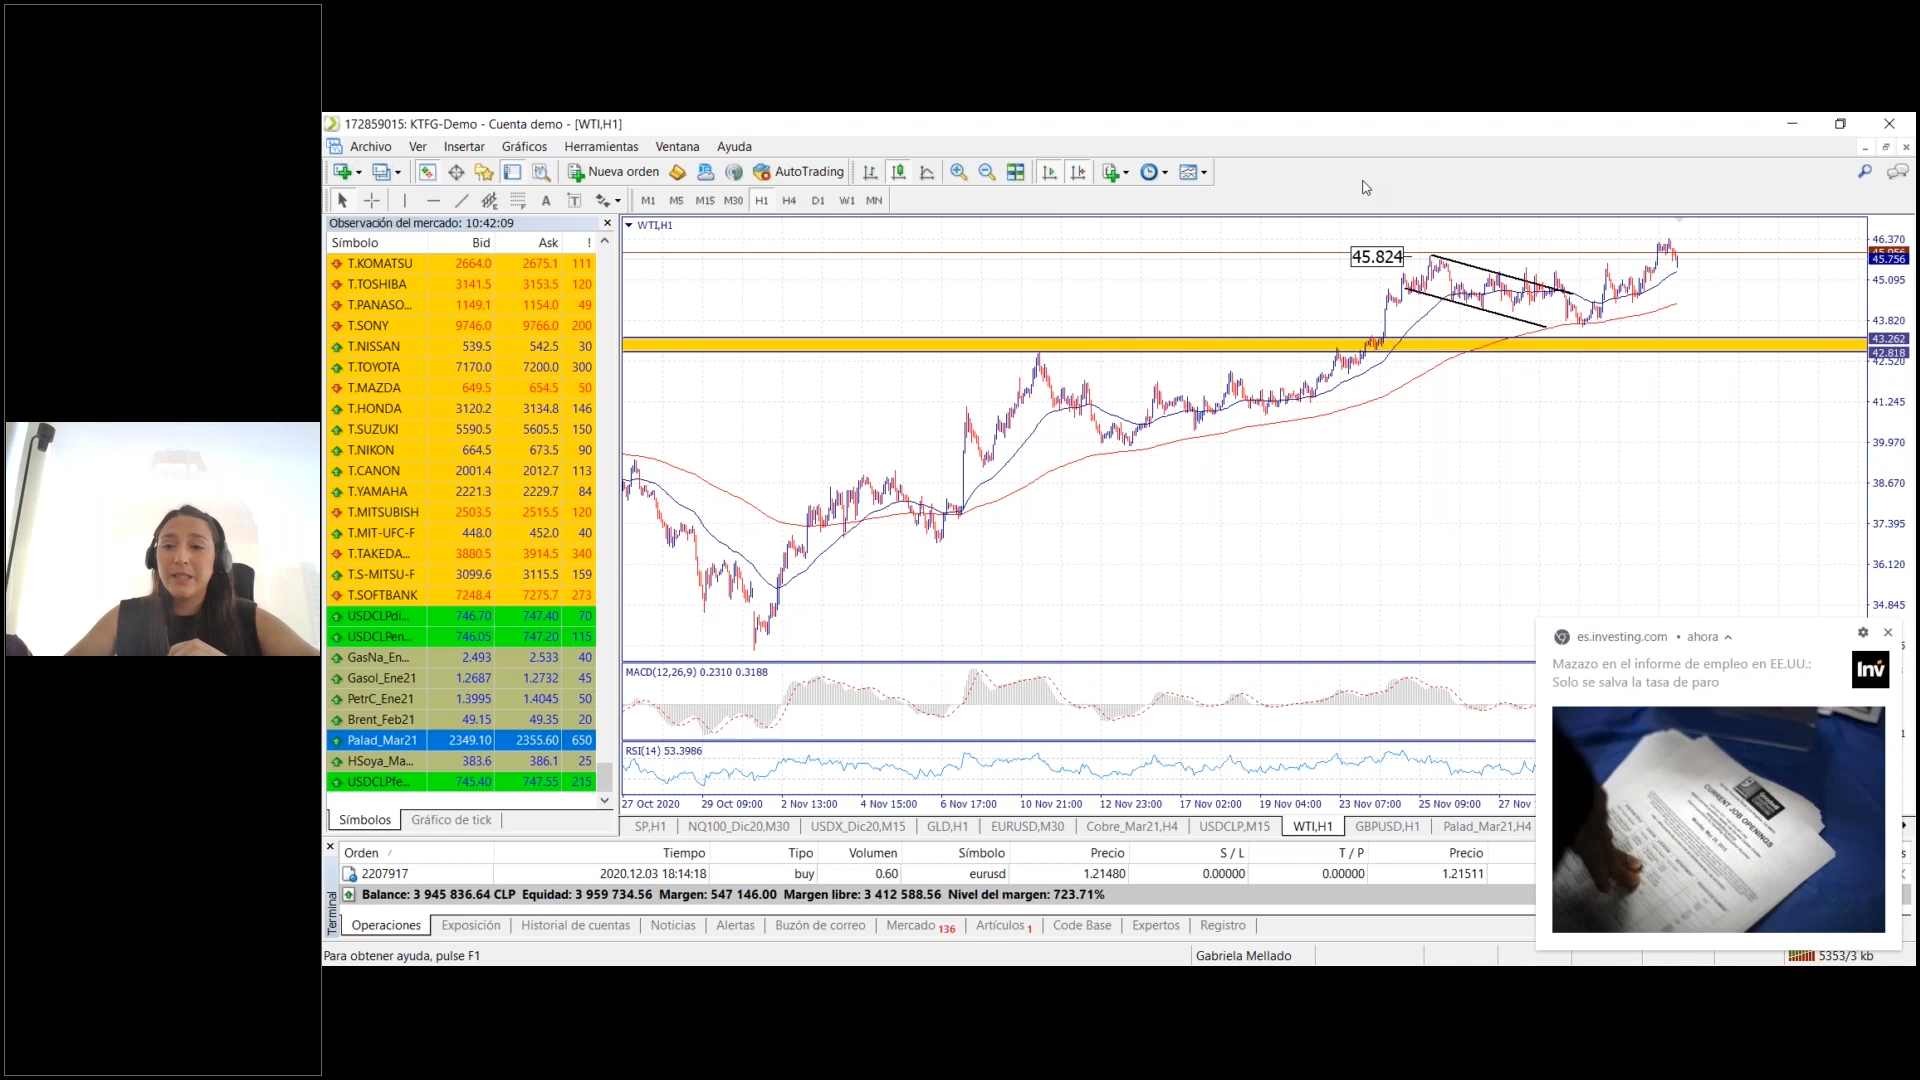 172859015: KTFG-Demo - Cuenta demo - [WTI,H1]
Archivo Ver Insertar Gráficos Herramientas Ventana Ayuda
Nueva orden AutoTrading
A T M1 M5 M15 M30 H1 H4 D1 W1 MN
Observación del mercado: 10:42:09
Símbolo Bid Ask !
T.KOMATSU 2664.0 2675.1 111
T.TOSHIBA 3141.5 3153.5 120
T.PANASO... 1149.1 1154.0 49
T.SONY 9746.0 9766.0 200
T.NISSAN 539.5 542.5 30
T.TOYOTA 7170.0 7200.0 300
T.MAZDA 649.5 654.5 50
T.HONDA 3120.2 3134.8 146
T.SUZUKI 5590.5 5605.5 150
T.NIKON 664.5 673.5 90
T.CANON 2001.4 2012.7 113
T.YAMAHA 2221.3 2229.7 84
T.MITSUBISH 2503.5 2515.5 120
T.MIT-UFC-F 448.0 452.0 40
T.TAKEDA... 3880.5 3914.5 340
T.S-MITSU-F 3099.6 3115.5 159
T.SOFTBANK 7248.4 7275.7 273
USDCLPdi... 746.70 747.40 70
USDCLPen... 746.05 747.20 115
GasNa_En... 2.493 2.533 40
Gasol_Ene21 1.2687 1.2732 45
PetrC_Ene21 1.3995 1.4045 50
Brent_Feb21 49.15 49.35 20
Palad_Mar21 2349.10 2355.60 650
HSoya_Ma... 383.6 386.1 25
USDCLPfe... 745.40 747.55 215
Símbolos Gráfico de tick
WTI,H1
45.824
46.370
45.756
45.095
43.820
43.262
42.818
42.520
41.245
39.970
38.670
37.395
36.120
34.845
MACD(12,26,9) 0.2310 0.3188
RSI(14) 53.3986
27 Oct 2020 29 Oct 09:00 2 Nov 13:00 4 Nov 15:00 6 Nov 17:00 10 Nov 21:00 12 Nov 23:00 17 Nov 02:00 19 Nov 04:00 23 Nov 07:00 25 Nov 09:00 27 Nov
SP,H1 NQ100_Dic20,M30 USDX_Dic20,M15 GLD,H1 EURUSD,M30 Cobre_Mar21,H4 USDCLP,M15 WTI,H1 GBPUSD,H1 Palad_Mar21,H4
es.investing.com • ahora
Mazazo en el informe de empleo en EE.UU.:
Solo se salva la tasa de paro
Inv
CURRENT JOB OPENINGS
Orden Tiempo Tipo Volumen Símbolo Precio S / L T / P Precio
2207917 2020.12.03 18:14:18 buy 0.60 eurusd 1.21480 0.00000 0.00000 1.21511
Balance: 3 945 836.64 CLP Equidad: 3 959 734.56 Margen: 547 146.00 Margen libre: 3 412 588.56 Nivel del margen: 723.71%
Terminal
Operaciones Exposición Historial de cuentas Noticias Alertas Buzón de correo Mercado 136 Artículos 1 Code Base Expertos Registro
Para obtener ayuda, pulse F1 Gabriela Mellado 5353/3 kb